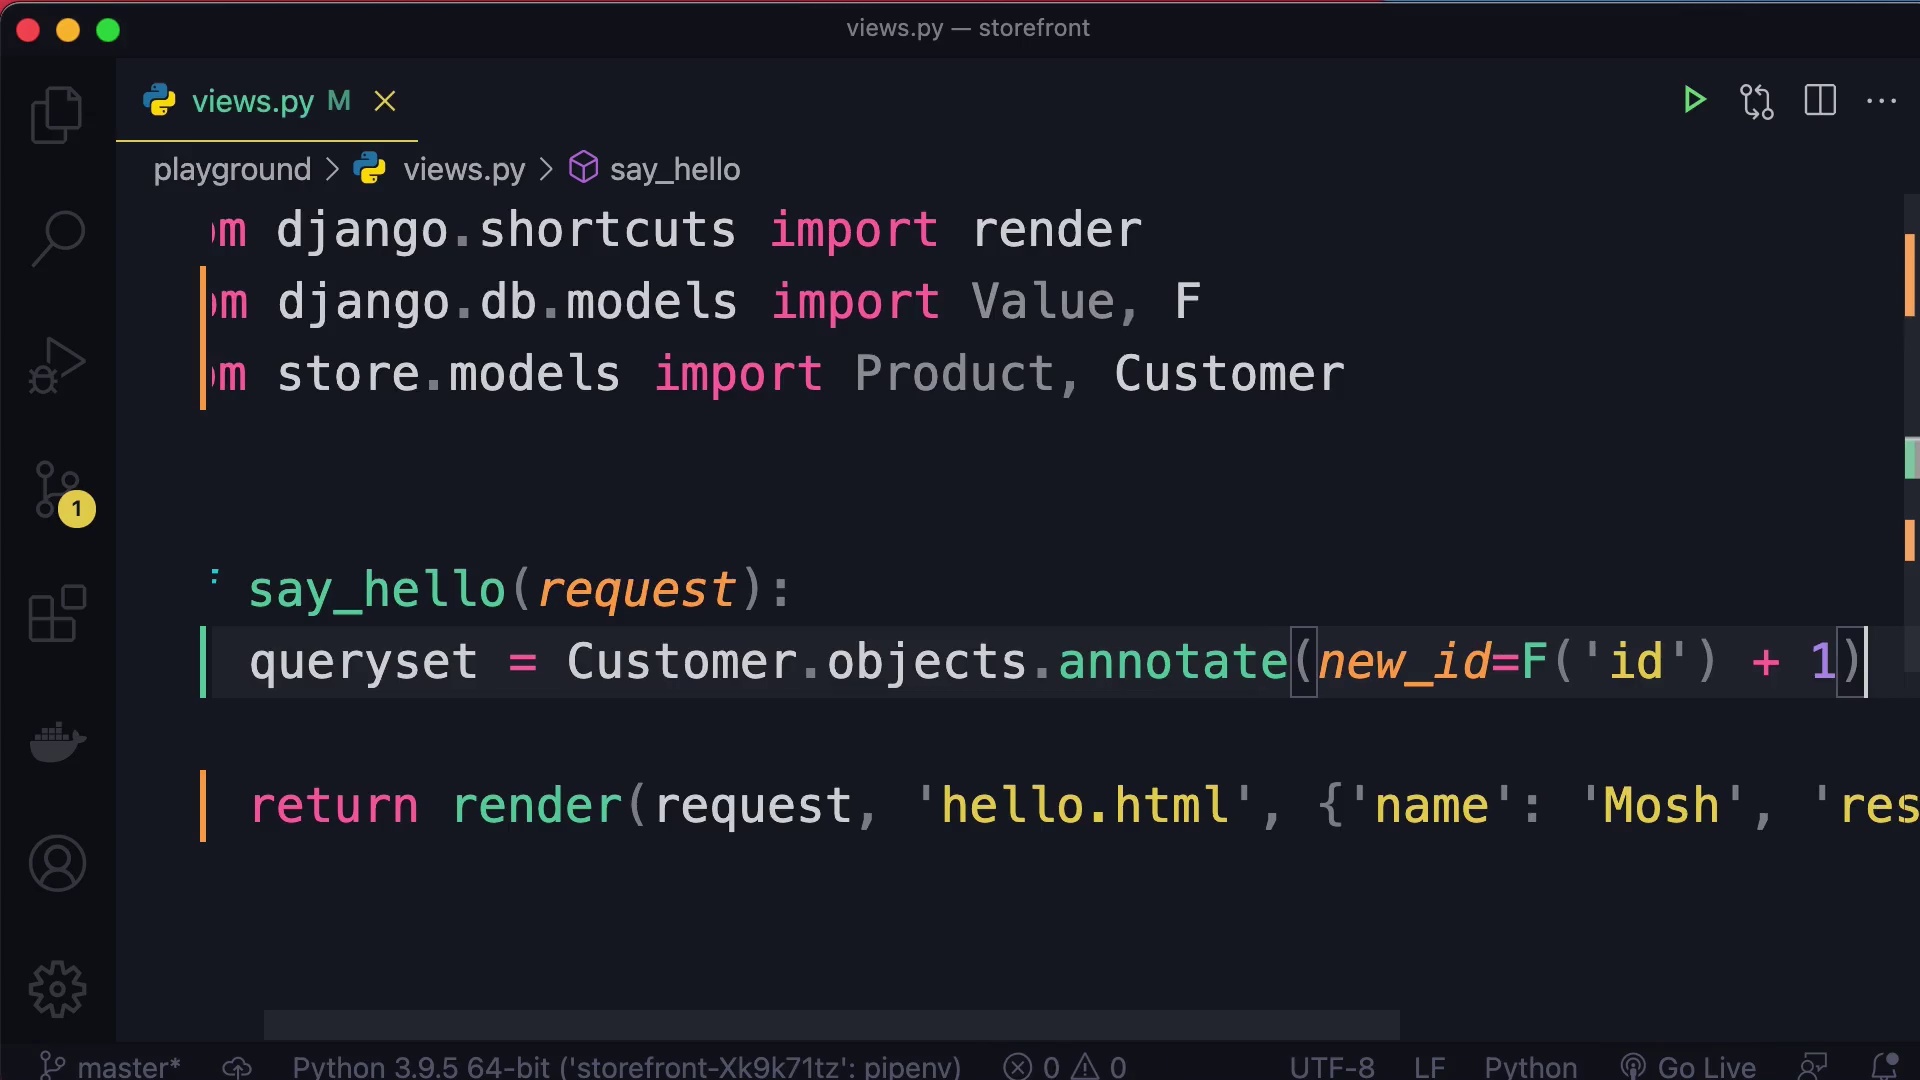 views.py — storefront
views.py M
playground > views.py > say_hello
om django.shortcuts import render
om django.db.models import Value, F
om store.models import Product, Customer
say_hello(request):
queryset = Customer.objects.annotate(new_id=F('id') + 1)
1
return render(request, 'hello.html', {'name': 'Mosh', 'res
master* Python 3.9.5 64-bit ('storefront-Xk9k71tz': pipenv) 0 0 UTF-8 LF Python Go Live